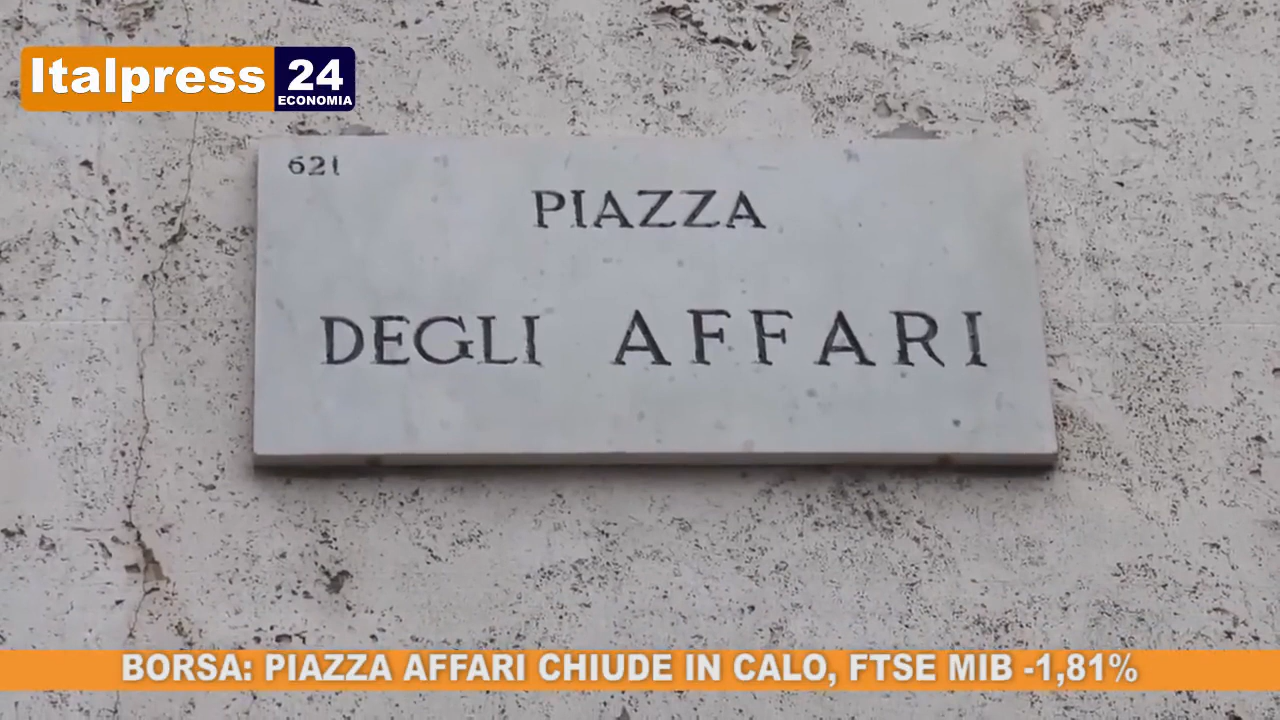 Italpress 24
ECONOMIA
621
PIAZZA
DEGLI AFFARI
BORSA: PIAZZA AFFARI CHIUDE IN CALO, FTSE MIB -1,81%